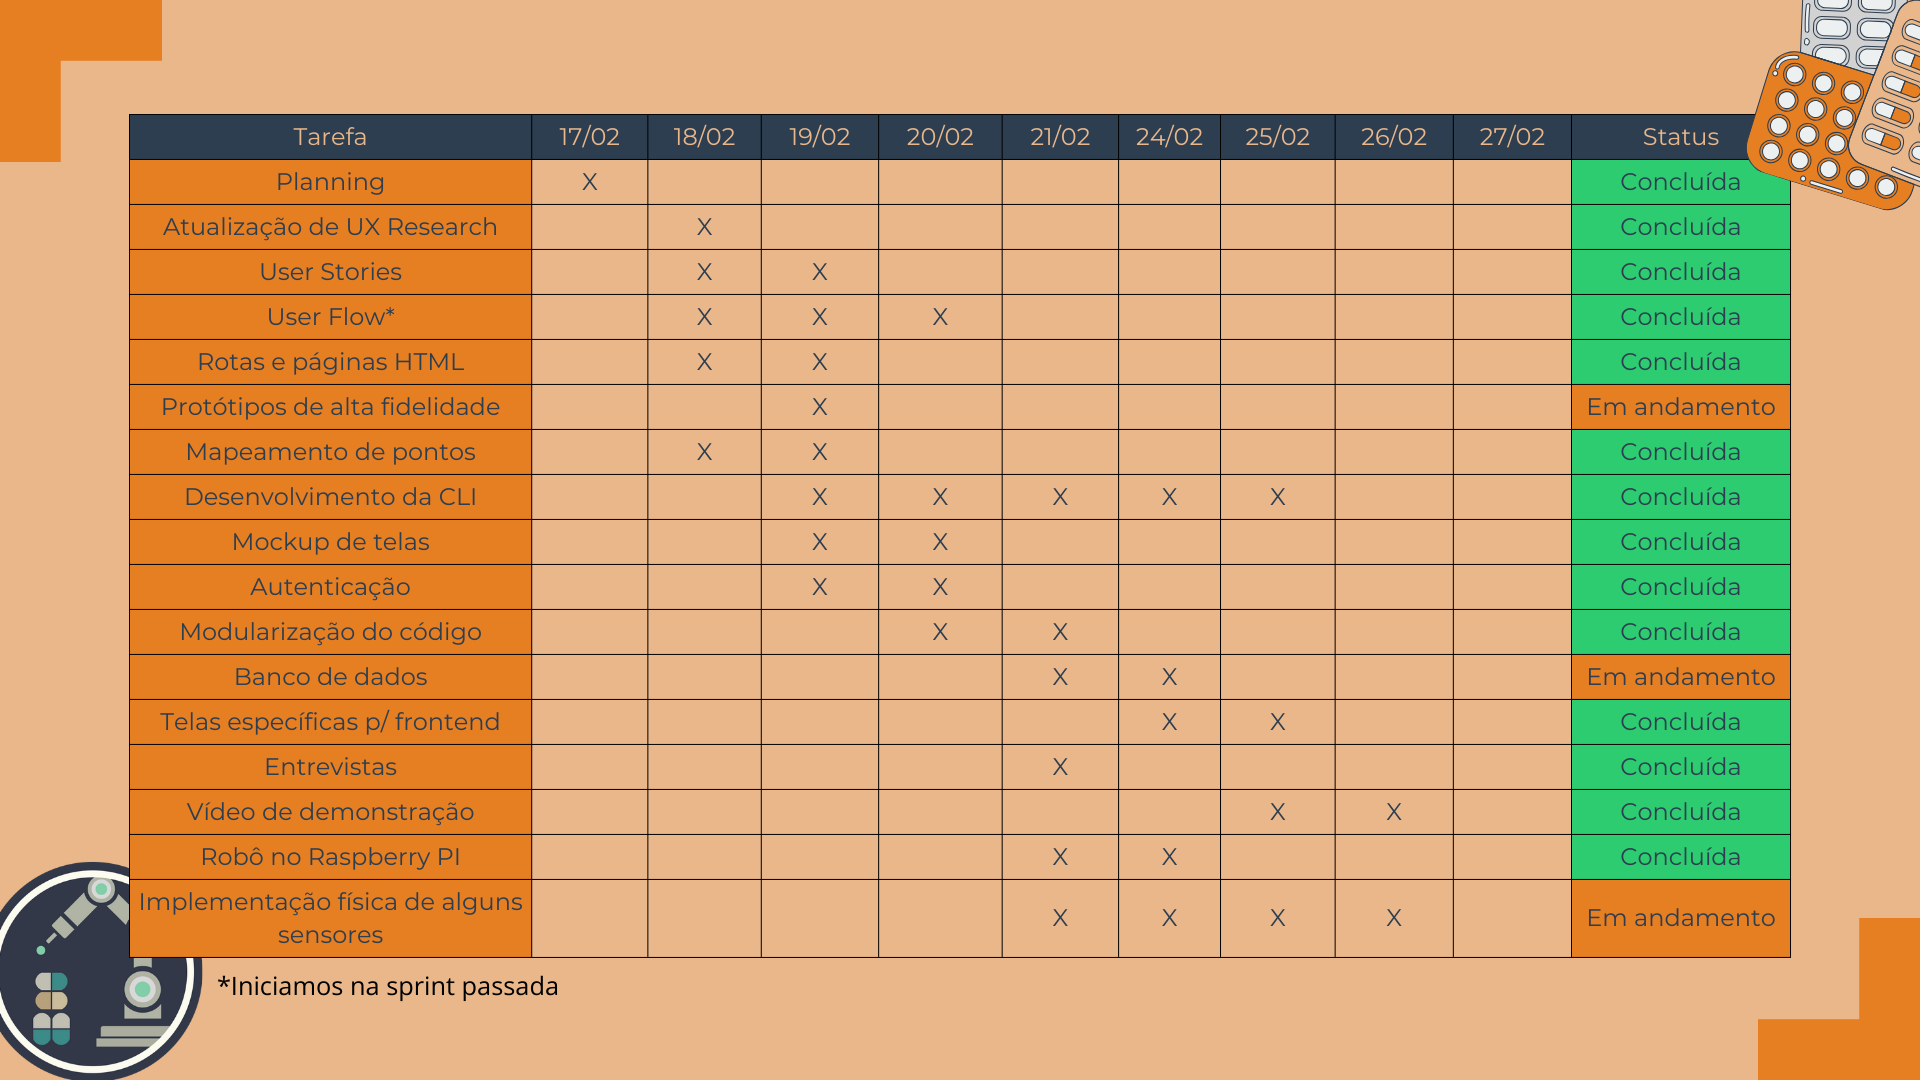 Tarefa 17/02 18/02 19/02 20/02 21/02 24/02 25/02 26/02 27/02 Status
Planning X Concluída
Atualização de UX Research X Concluída
User Stories X X Concluída
User Flow* X X X Concluída
Rotas e páginas HTML X X Concluída
Protótipos de alta fidelidade X Em andamento
Mapeamento de pontos X X Concluída
Desenvolvimento da CLI X X X X X Concluída
Mockup de telas X X Concluída
Autenticação X X Concluída
Modularização do código X X Concluída
Banco de dados X X Em andamento
Telas específicas p/ frontend X X Concluída
Entrevistas X Concluída
Vídeo de demonstração X X Concluída
Robô no Raspberry PI X X Concluída
Implementação física de alguns
sensores X X X X Em andamento
*Iniciamos na sprint passada